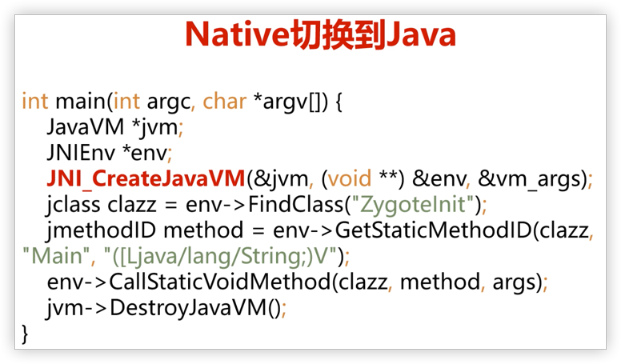 Native切换到Java
int main(int argc, char *argv[]) {
JavaVM *jvm;
JNIEnv *env;
JNI_CreateJavaVM(&jvm, (void **) &env, &vm_args);
jclass clazz = env->FindClass("ZygoteInit");
jmethodID method = env->GetStaticMethodID(clazz,
"Main", "([Ljava/lang/String;)V");
env->CallStaticVoidMethod(clazz, method, args);
jvm->DestroyJavaVM();
}